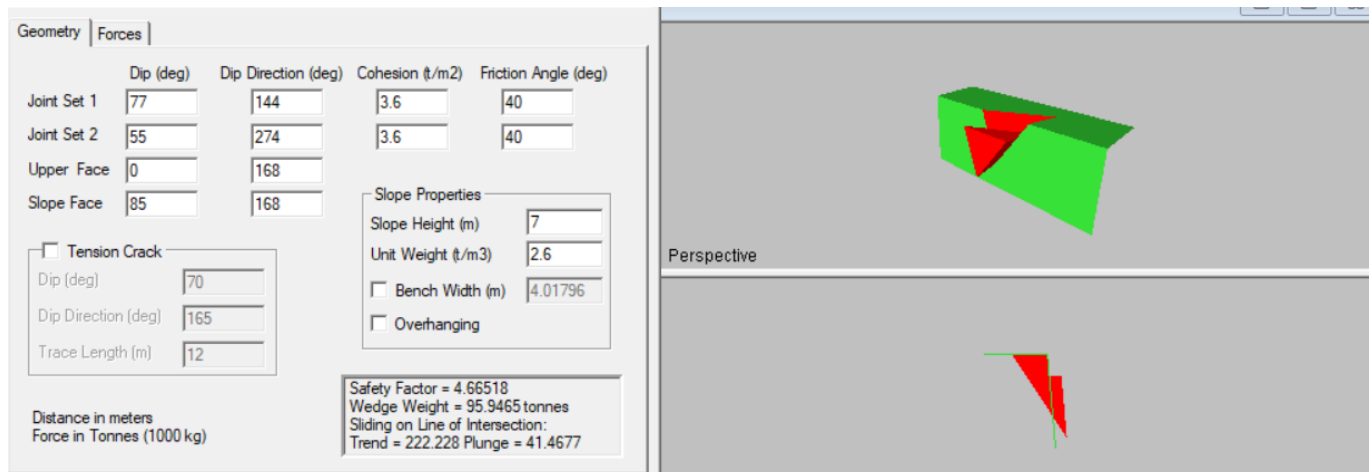 Geometry Forces
Dip (deg) Dip Direction (deg) Cohesion (t/m2) Friction Angle (deg)
Joint Set 1 77 144 3.6 40
Joint Set 2 55 274 3.6 40
Upper Face 0 168
Slope Face 85 168
Slope Properties
Slope Height (m) 7
Unit Weight (t/m3) 2.6
Bench Width (m) 4.01796
Overhanging
Tension Crack
Dip (deg) 70
Dip Direction (deg) 165
Trace Length (m) 12
Distance in meters
Force in Tonnes (1000 kg)
Safety Factor = 4.66518
Wedge Weight = 95.9465 tonnes
Sliding on Line of Intersection:
Trend = 222.228 Plunge = 41.4677
Perspective